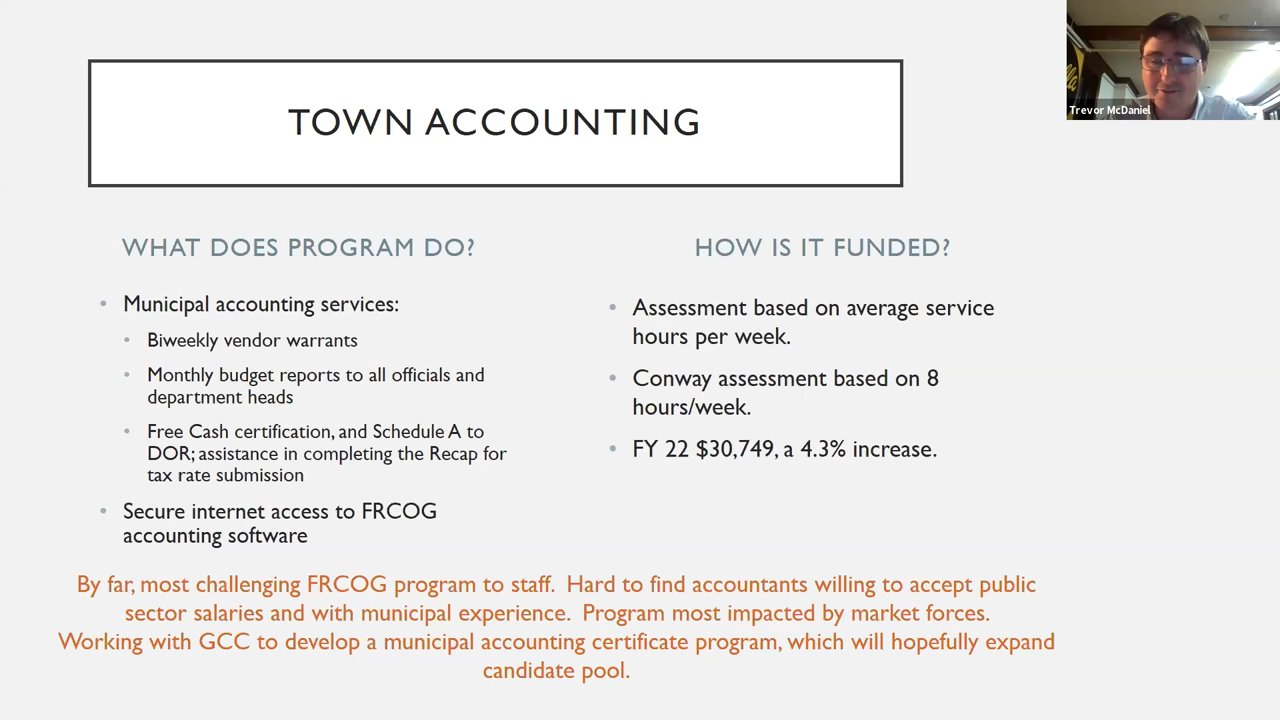 TOWN ACCOUNTING
Trevor McDaniel
WHAT DOES PROGRAM DO?
• Municipal accounting services:
• Biweekly vendor warrants
• Monthly budget reports to all officials and
department heads
• Free Cash certification, and Schedule A to
DOR; assistance in completing the Recap for
tax rate submission
• Secure internet access to FRCOG
accounting software
HOW IS IT FUNDED?
• Assessment based on average service
hours per week.
• Conway assessment based on 8
hours/week.
• FY 22 $30,749, a 4.3% increase.
By far, most challenging FRCOG program to staff.  Hard to find accountants willing to accept public
sector salaries and with municipal experience.  Program most impacted by market forces.
Working with GCC to develop a municipal accounting certificate program, which will hopefully expand
candidate pool.